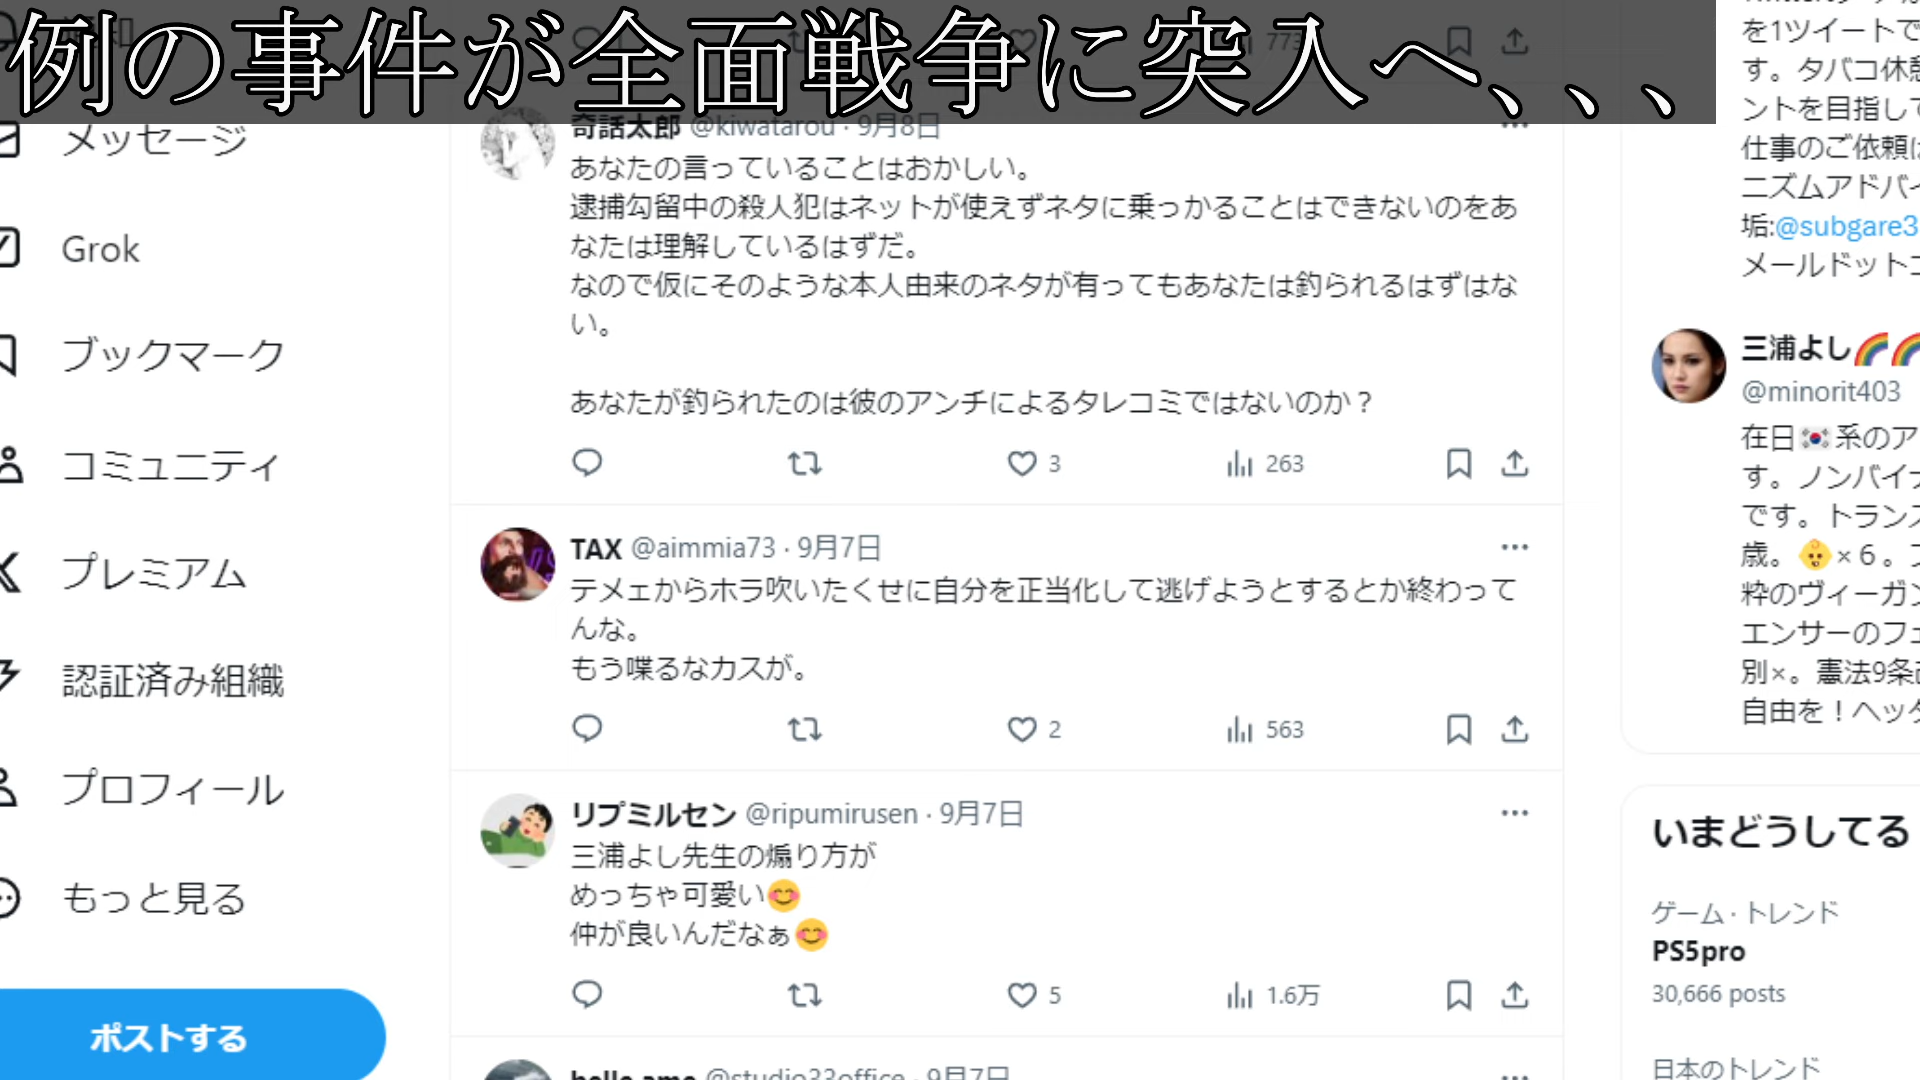 例の事件が全面戦争に突入へ、、、
メッセージ
Grok
ブックマーク
コミュニティ
プレミアム
認証済み組織
プロフィール
もっと見る
ポストする
773
奇話太郎 @kiwatarou · 9月8日
あなたの言っていることはおかしい。
逮捕勾留中の殺人犯はネットが使えずネタに乗っかることはできないのをあ
なたは理解しているはずだ。
なので仮にそのような本人由来のネタが有ってもあなたは釣られるはずはな
い。
あなたが釣られたのは彼のアンチによるタレコミではないのか？
3 263
TAX @aimmia73 · 9月7日
テメェからホラ吹いたくせに自分を正当化して逃げようとするとか終わって
んな。
もう喋るなカスが。
2 563
リプミルセン @ripumirusen · 9月7日
三浦よし先生の煽り方が
めっちゃ可愛い😊
仲が良いんだなぁ😊
5 1.6万
hello amo @studio33office · 9月7日
を1ツイートで
す。タバコ休憩
ントを目指して
仕事のご依頼は
ニズムアドバイ
垢:@subgare3
メールドットコ
三浦よし🌈🌈
@minorit403
在日🇰🇷系のア
す。ノンバイナ
です。トランス
歳。👶×６。フ
粋のヴィーガン
エンサーのフェ
別×。憲法9条
自由を！ヘッダ
いまどうしてる
ゲーム · トレンド
PS5pro
30,666 posts
日本のトレンド